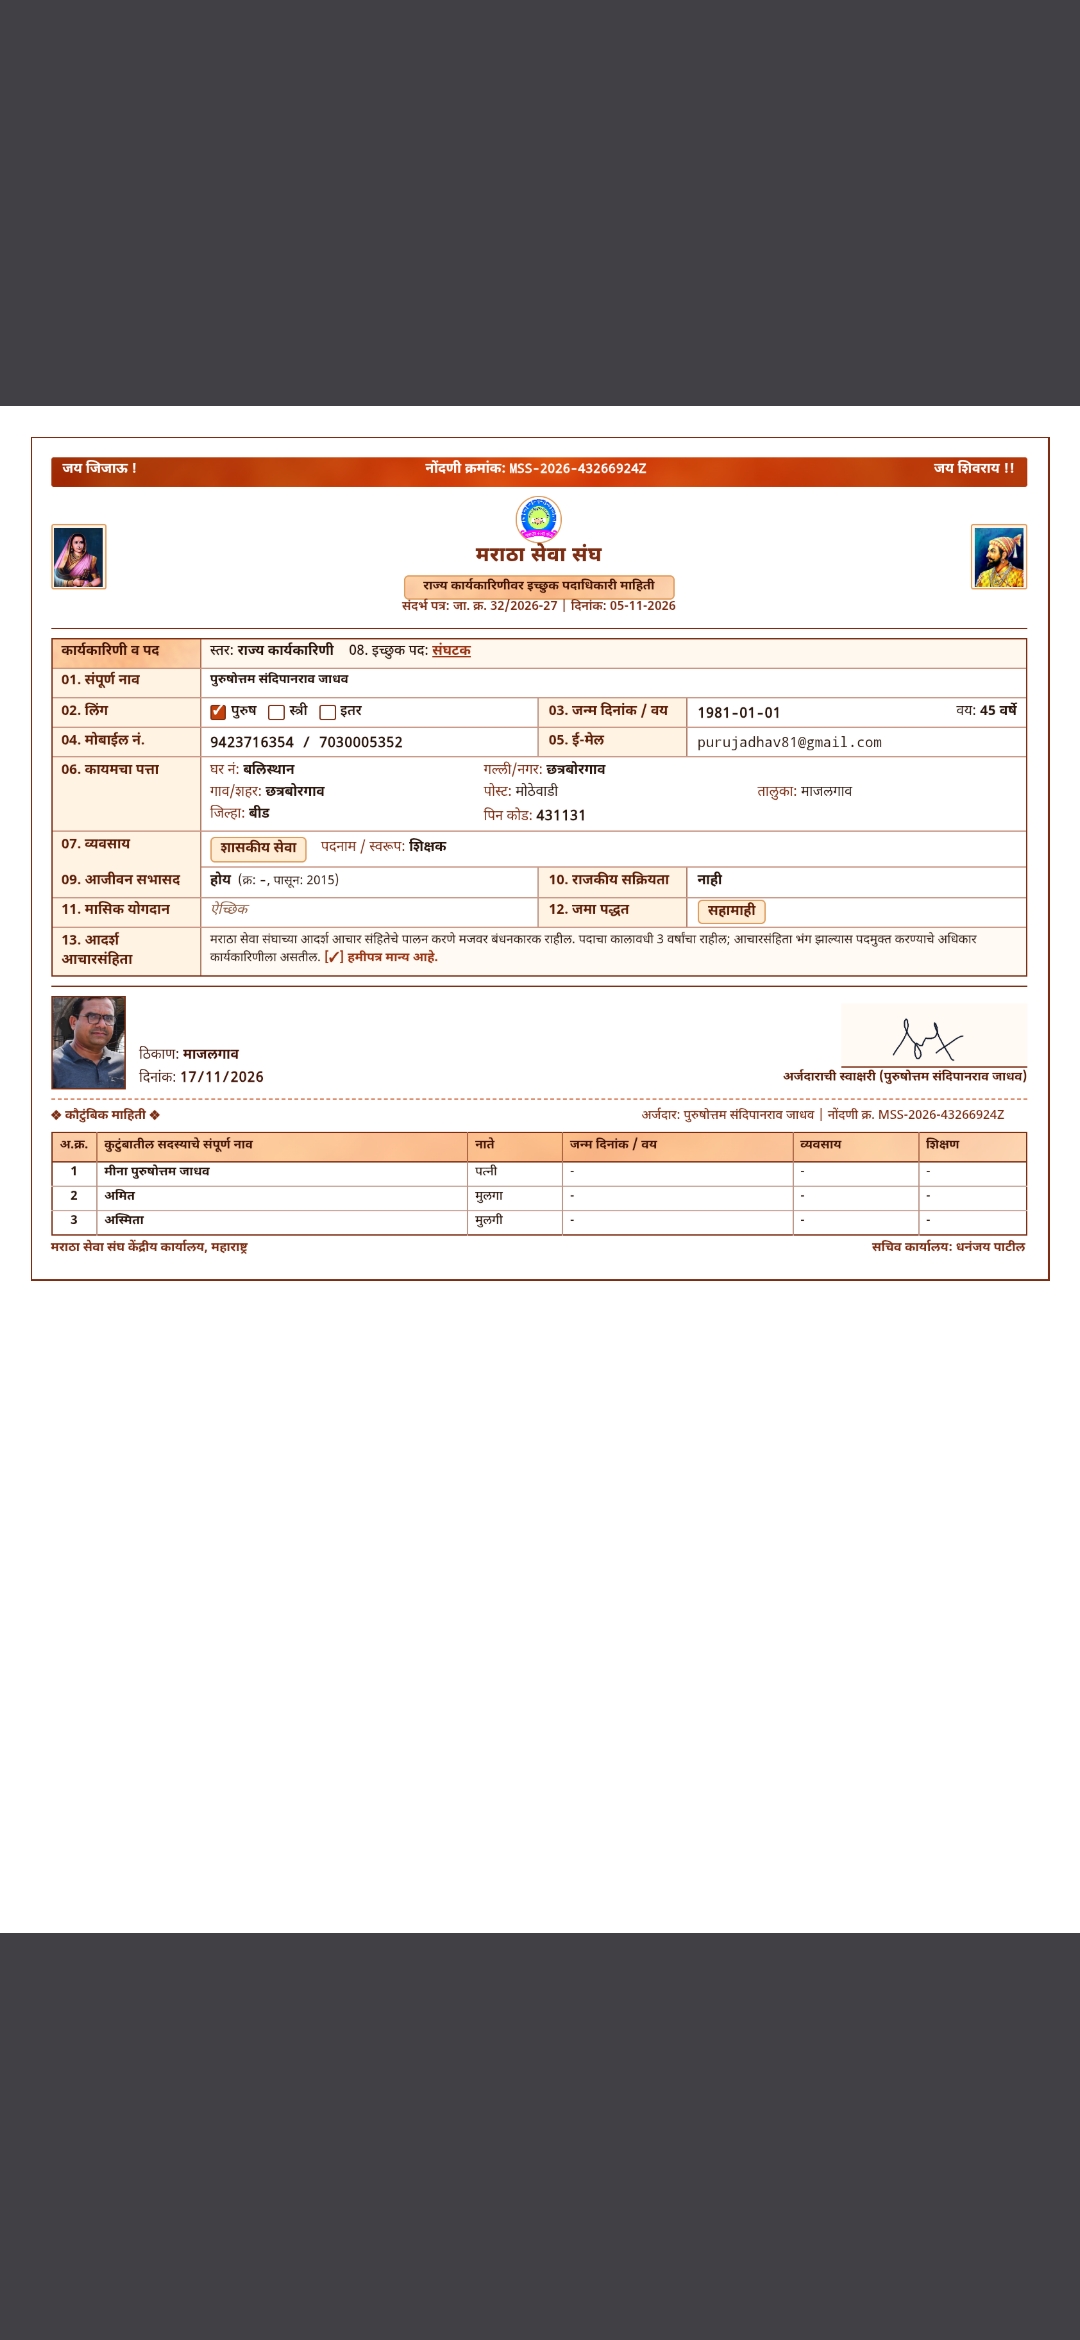 जय जिजाऊ !
नोंदणी क्रमांक: MSS-2026-43266924Z
जय शिवराय !!
मराठा सेवा संघ
राज्य कार्यकारिणीवर इच्छुक पदाधिकारी माहिती
संदर्भ पत्र: जा. क्र. 32/2026-27 | दिनांक: 05-11-2026
कार्यकारिणी व पद स्तर: राज्य कार्यकारिणी 08. इच्छुक पद: संघटक
01. संपूर्ण नाव पुरुषोत्तम संदिपानराव जाधव
02. लिंग पुरुष स्त्री इतर 03. जन्म दिनांक / वय 1981-01-01 वय: 45 वर्षे
04. मोबाईल नं. 9423716354 / 7030005352 05. ई-मेल purujadhav81@gmail.com
06. कायमचा पत्ता घर नं: बलिस्थान गल्ली/नगर: छत्रबोरगाव
गाव/शहर: छत्रबोरगाव पोस्ट: मोठेवाडी तालुका: माजलगाव
जिल्हा: बीड पिन कोड: 431131
07. व्यवसाय शासकीय सेवा पदनाम / स्वरूप: शिक्षक
09. आजीवन सभासद होय (क्र: -, पासून: 2015) 10. राजकीय सक्रियता नाही
11. मासिक योगदान ऐच्छिक 12. जमा पद्धत सहामाही
13. आदर्श आचारसंहिता
मराठा सेवा संघाच्या आदर्श आचार संहितेचे पालन करणे मजवर बंधनकारक राहील. पदाचा कालावधी 3 वर्षांचा राहील; आचारसंहिता भंग झाल्यास पदमुक्त करण्याचे अधिकार
कार्यकारिणीला असतील. [✓] हमीपत्र मान्य आहे.
ठिकाण: माजलगाव
दिनांक: 17/11/2026
अर्जदाराची स्वाक्षरी (पुरुषोत्तम संदिपानराव जाधव)
❖ कौटुंबिक माहिती ❖ अर्जदार: पुरुषोत्तम संदिपानराव जाधव | नोंदणी क्र. MSS-2026-43266924Z
अ.क्र. कुटुंबातील सदस्याचे संपूर्ण नाव नाते जन्म दिनांक / वय व्यवसाय शिक्षण
1 मीना पुरुषोत्तम जाधव पत्नी - - -
2 अमित मुलगा - - -
3 अस्मिता मुलगी - - -
मराठा सेवा संघ केंद्रीय कार्यालय, महाराष्ट्र सचिव कार्यालय: धनंजय पाटील